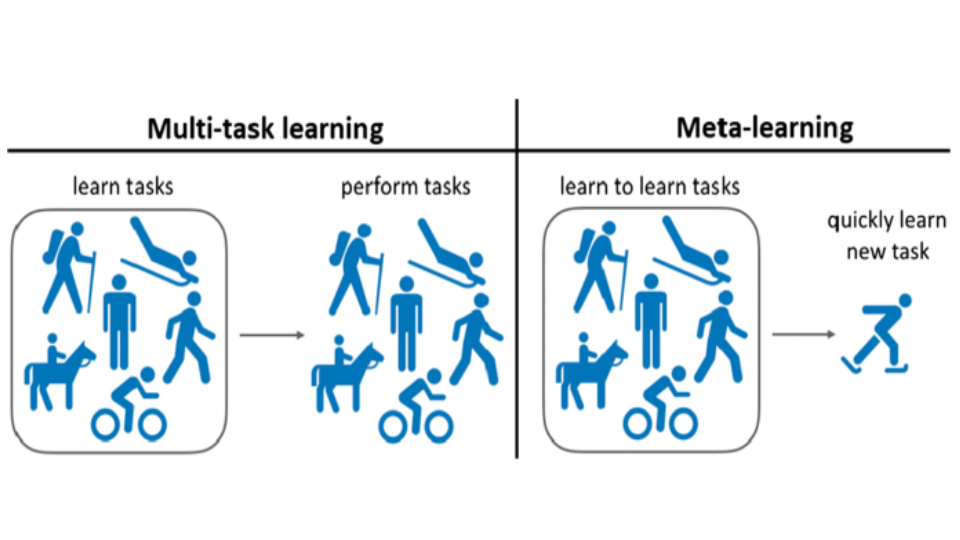 Multi-task learning
Meta-learning
learn tasks
perform tasks
learn to learn tasks
quickly learn
new task